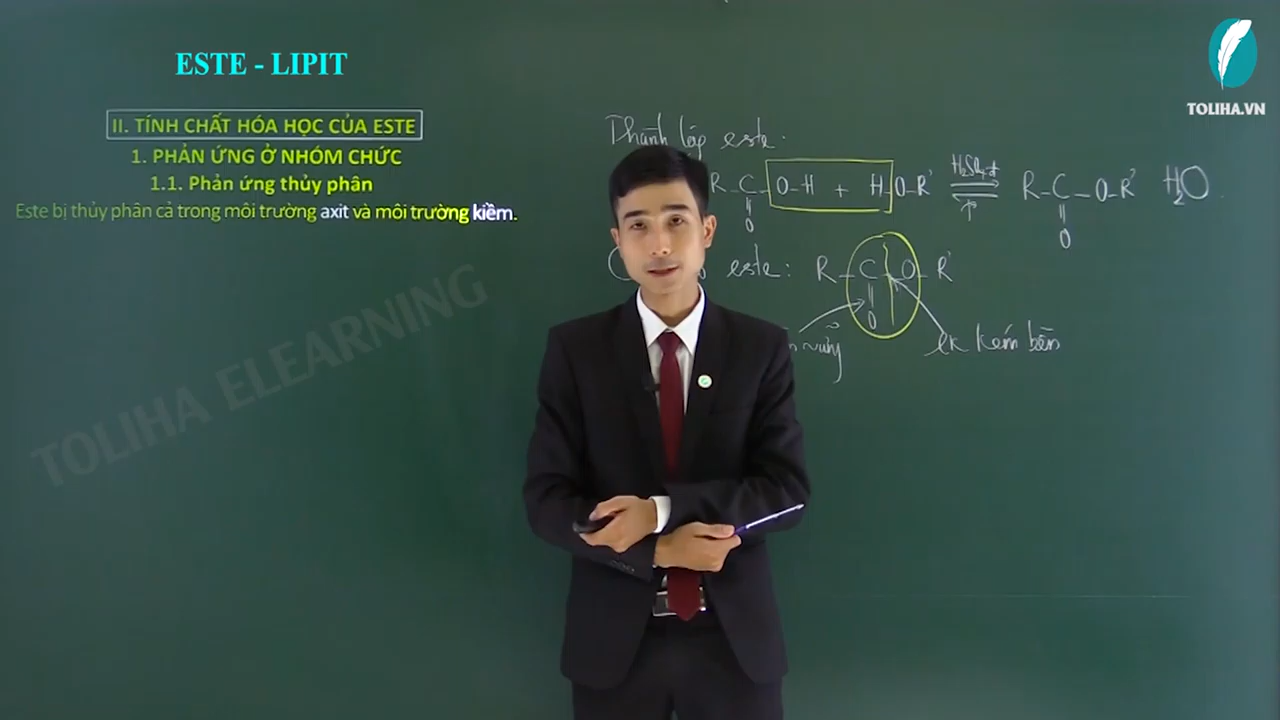 ESTE - LIPIT
TOLIHA.VN
II. TÍNH CHẤT HÓA HỌC CỦA ESTE
1. PHẢN ỨNG Ở NHÓM CHỨC
1.1. Phản ứng thủy phân
Este bị thủy phân cả trong môi trường axit và môi trường kiềm.
TOLIHA ELEARNING
Thành lập este.
R-C-O-H + H-O-R' H₂SO₄ đ R-C-O-R' H₂O
O O
este: R-C-O-R'
O
lk kém bền